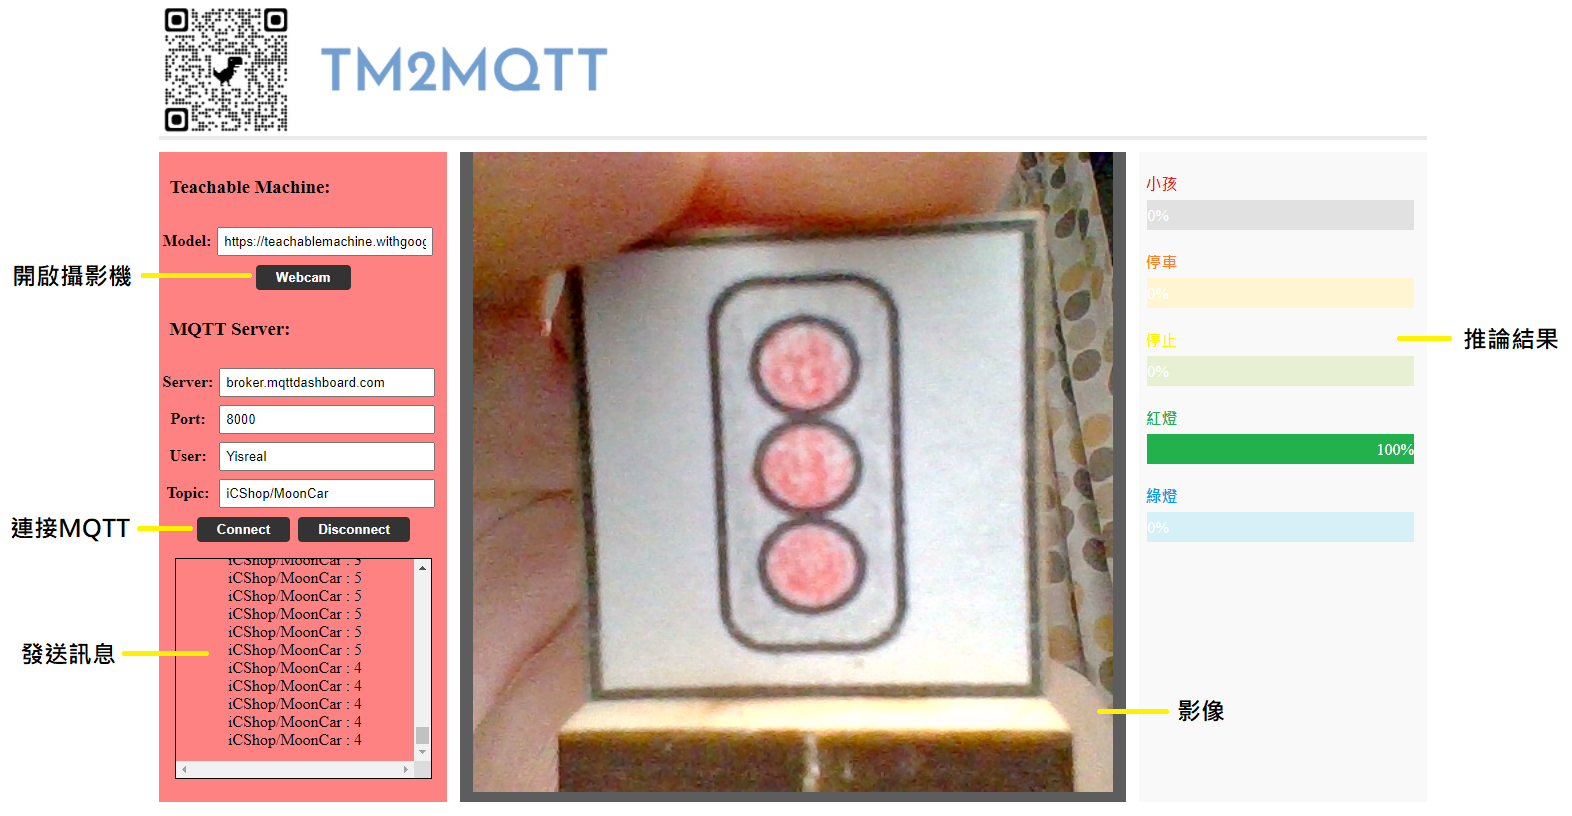 TM2MQTT
Teachable Machine:
Model: https://teachablemachine.withgoog
開啟攝影機
Webcam
MQTT Server:
Server: broker.mqttdashboard.com
Port: 8000
User: Yisreal
Topic: iCShop/MoonCar
連接MQTT
Connect Disconnect
iCShop/MoonCar : 5
iCShop/MoonCar : 5
iCShop/MoonCar : 5
iCShop/MoonCar : 5
iCShop/MoonCar : 5
iCShop/MoonCar : 5
iCShop/MoonCar : 4
iCShop/MoonCar : 4
iCShop/MoonCar : 4
iCShop/MoonCar : 4
iCShop/MoonCar : 4
發送訊息
影像
小孩
0%
停車
0%
停止
0%
紅燈
100%
綠燈
0%
推論結果